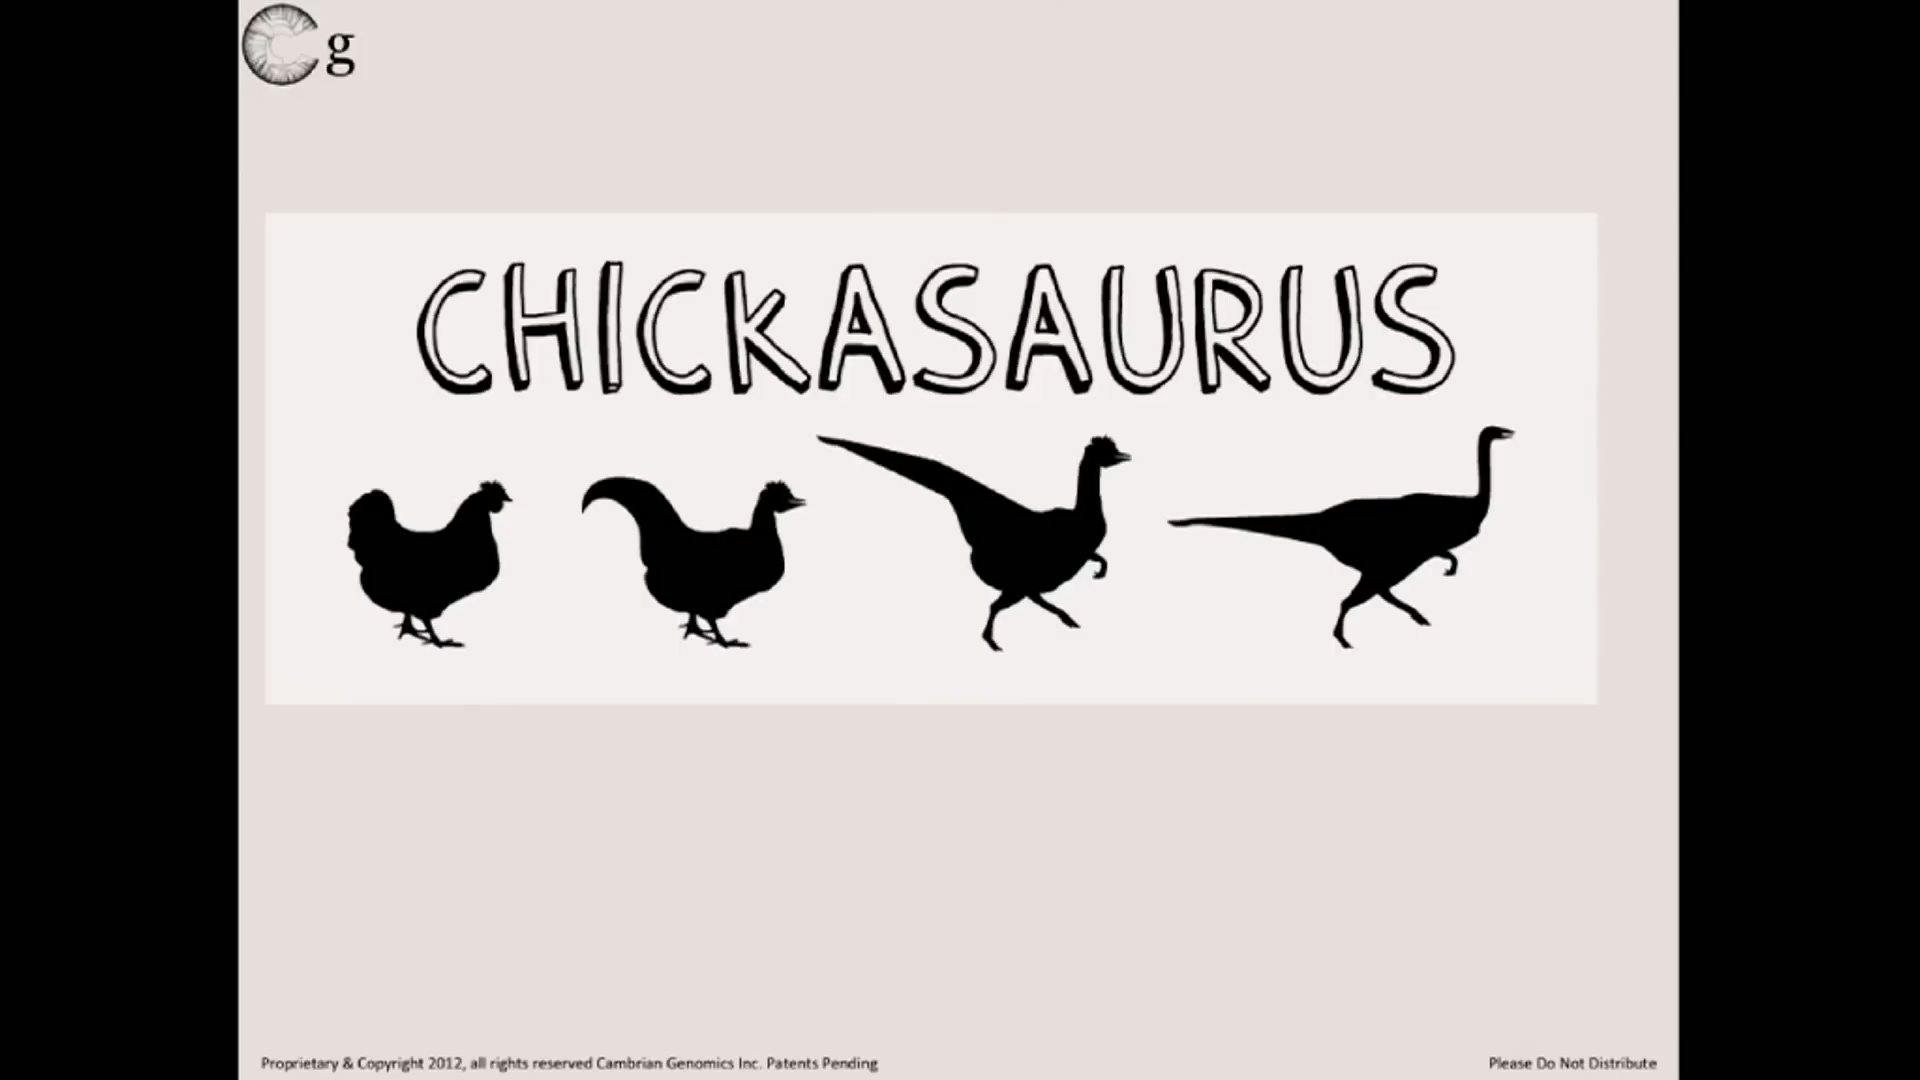 Cg
CHICKASAURUS
Proprietary & Copyright 2012, all rights reserved Cambrian Genomics Inc. Patents Pending
Please Do Not Distribute